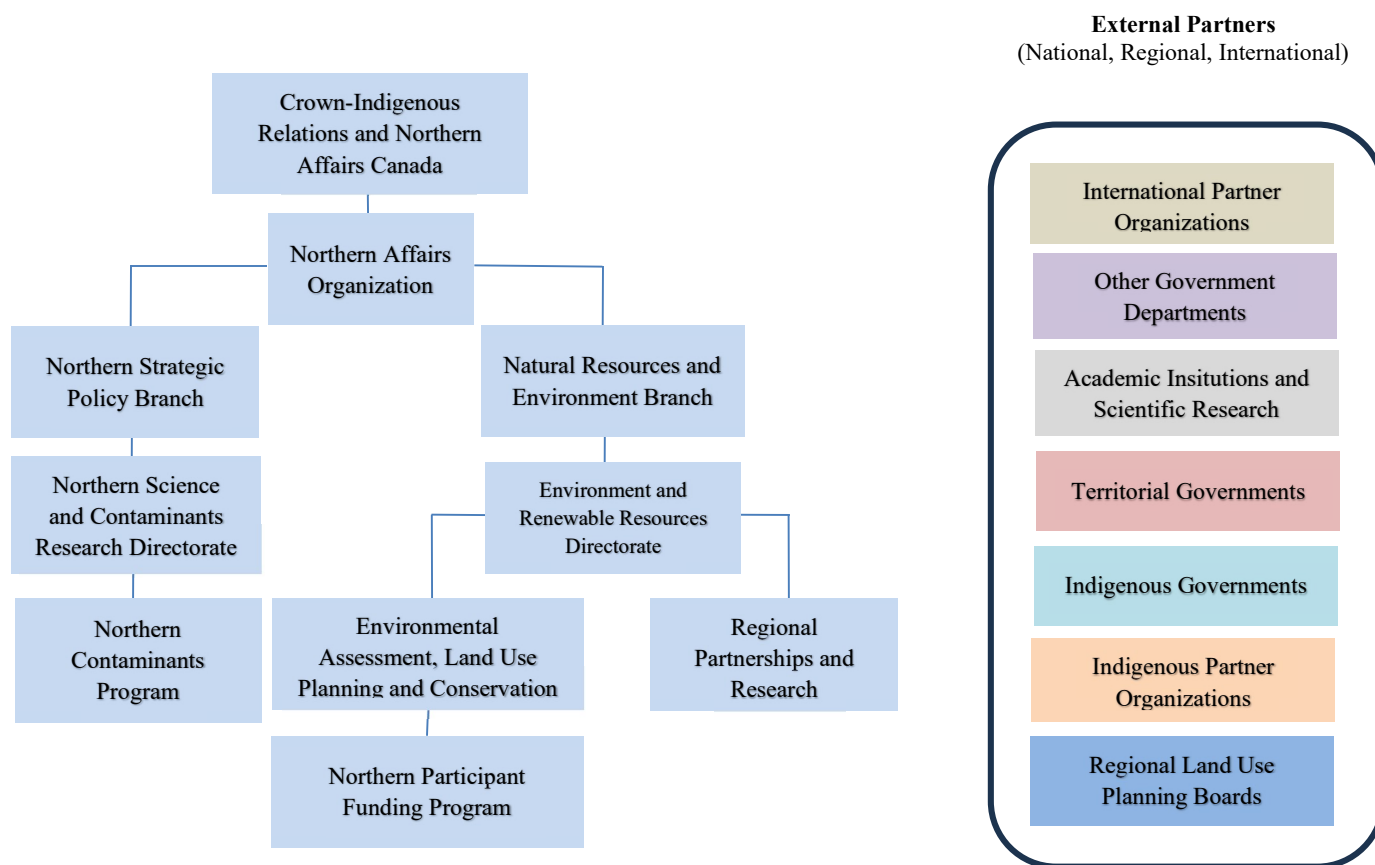 External Partners
(National, Regional, International)
Crown-Indigenous
Relations and Northern
Affairs Canada
Northern Affairs
Organization
Northern Strategic
Policy Branch
Natural Resources and
Environment Branch
Northern Science
and Contaminants
Research Directorate
Environment and
Renewable Resources
Directorate
Northern
Contaminants
Program
Environmental
Assessment, Land Use
Planning and Conservation
Regional
Partnerships and
Research
Northern Participant
Funding Program
International Partner
Organizations
Other Government
Departments
Academic Insitutions and
Scientific Research
Territorial Governments
Indigenous Governments
Indigenous Partner
Organizations
Regional Land Use
Planning Boards